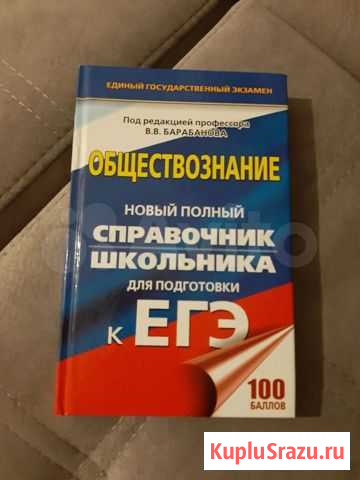 ЕДИНЫЙ ГОСУДАРСТВЕННЫЙ ЭКЗАМЕН
Под редакцией профессора
В.В. БАРАБАНОВА
ОБЩЕСТВОЗНАНИЕ
НОВЫЙ ПОЛНЫЙ
СПРАВОЧНИК
ШКОЛЬНИКА
ДЛЯ ПОДГОТОВКИ
К ЕГЭ
100
БАЛЛОВ
Avito
KupluSrazu.ru